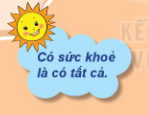 Có sức khoẻ
là có tất cả.